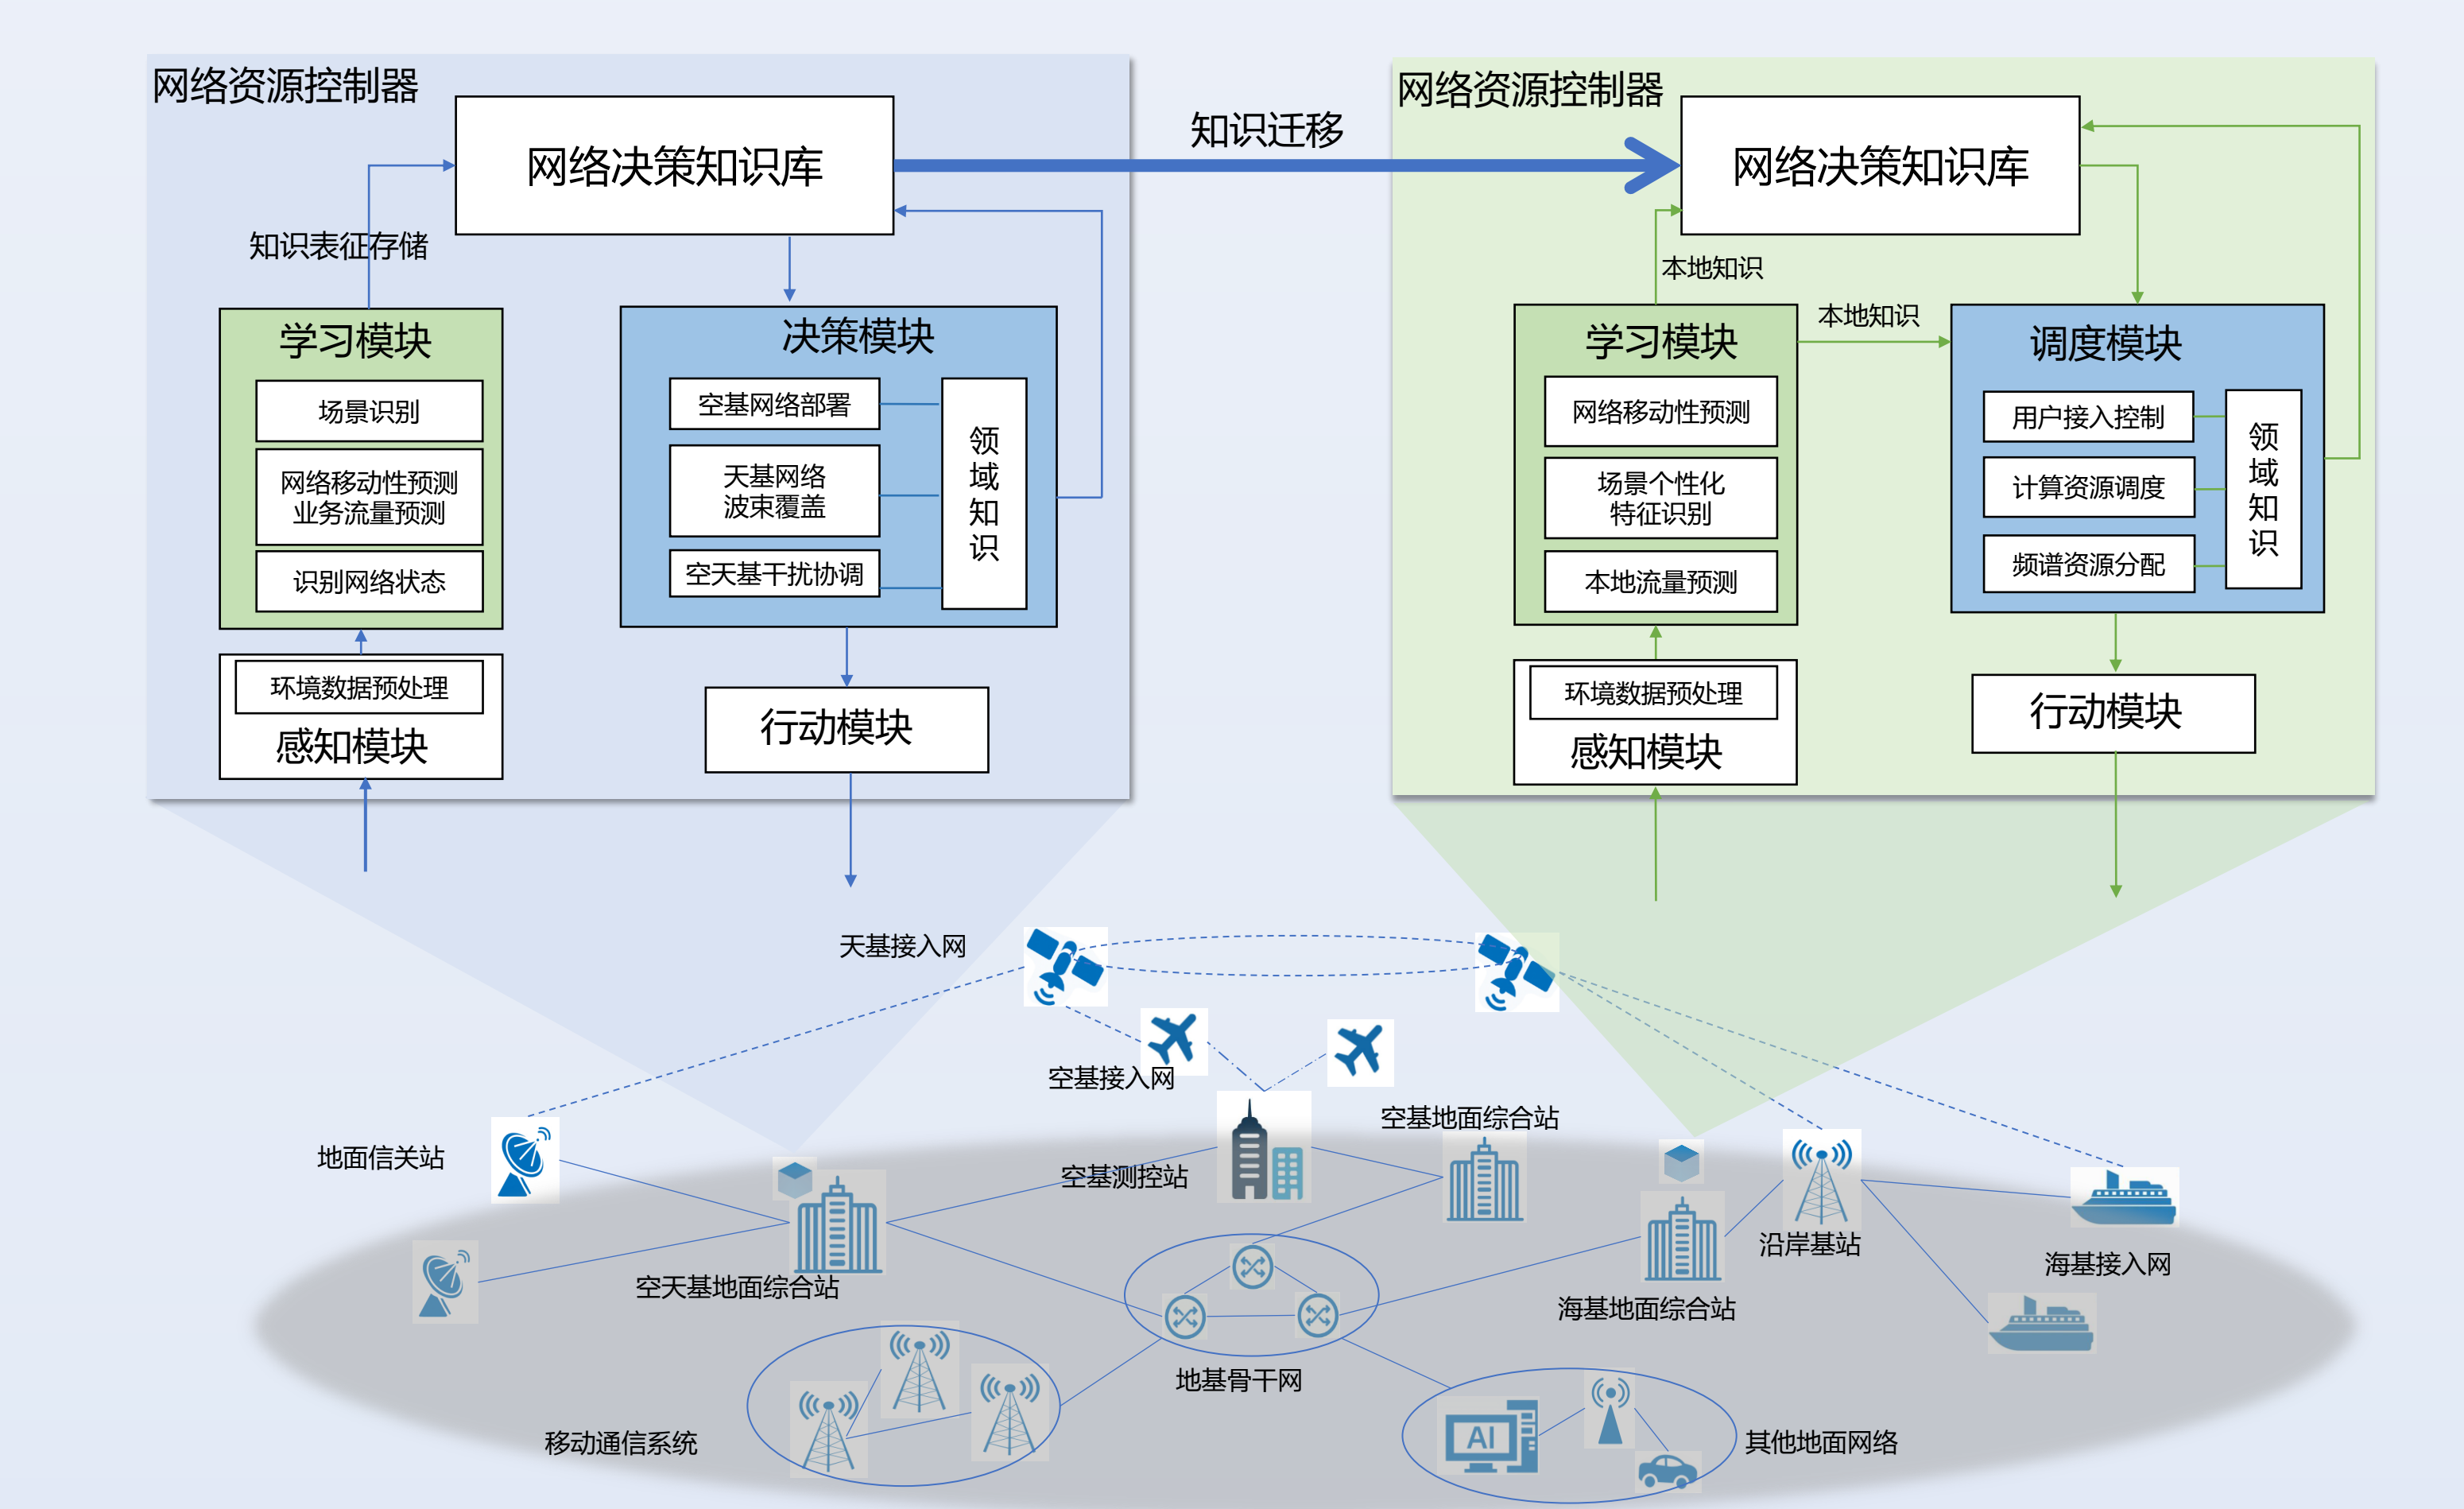 网络资源控制器
网络决策知识库
知识表征存储
学习模块
场景识别
网络移动性预测
业务流量预测
识别网络状态
环境数据预处理
感知模块
决策模块
空基网络部署
天基网络
波束覆盖
空天基干扰协调
领
域
知
识
行动模块
知识迁移
网络资源控制器
网络决策知识库
本地知识
本地知识
学习模块
网络移动性预测
场景个性化
特征识别
本地流量预测
环境数据预处理
感知模块
调度模块
用户接入控制
计算资源调度
频谱资源分配
领
域
知
识
行动模块
天基接入网
空基接入网
地面信关站
空基测控站
空基地面综合站
空天基地面综合站
沿岸基站
海基接入网
海基地面综合站
地基骨干网
移动通信系统
AI
其他地面网络